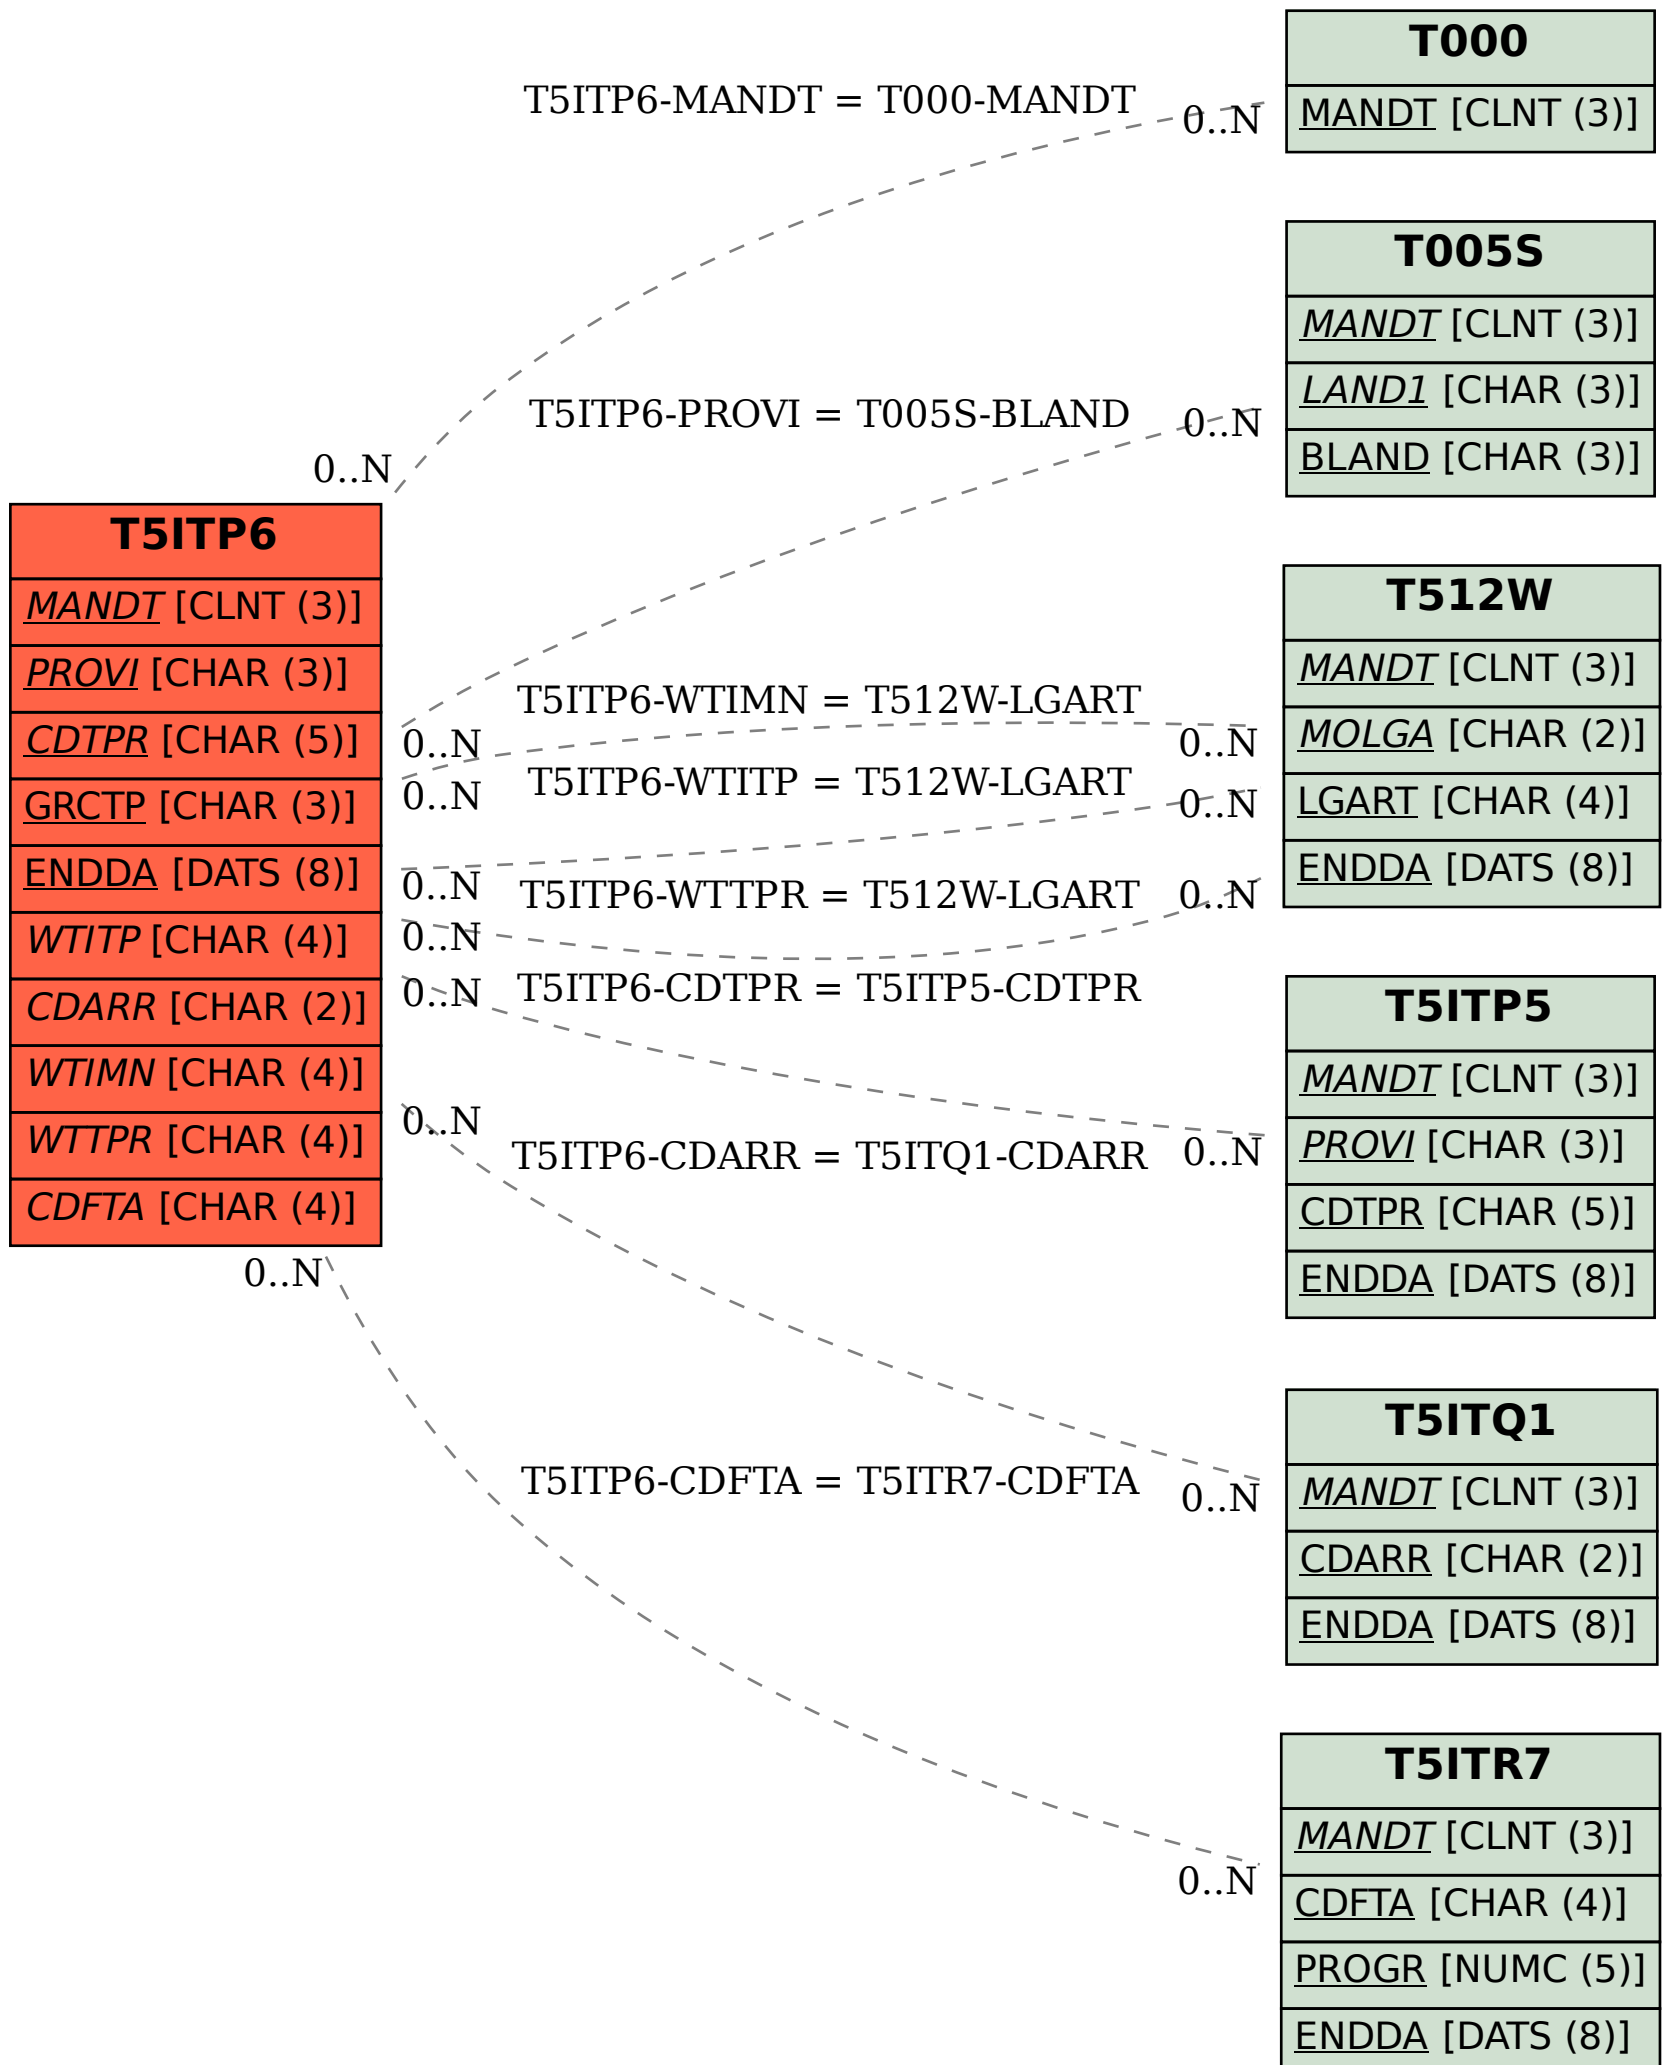 T000
MANDT [CLNT (3)]
T5ITP6-MANDT = T000-MANDT
0..N
0..N
T005S
MANDT [CLNT (3)]
LAND1 [CHAR (3)]
BLAND [CHAR (3)]
T5ITP6-PROVI = T005S-BLAND
0..N
T5ITP6
MANDT [CLNT (3)]
PROVI [CHAR (3)]
CDTPR [CHAR (5)]
GRCTP [CHAR (3)]
ENDDA [DATS (8)]
WTITP [CHAR (4)]
CDARR [CHAR (2)]
WTIMN [CHAR (4)]
WTTPR [CHAR (4)]
CDFTA [CHAR (4)]
T5ITP6-WTIMN = T512W-LGART
0..N
0..N
T5ITP6-WTITP = T512W-LGART
0..N
0..N
0..N
T5ITP6-WTTPR = T512W-LGART
0..N
0..N
0..N
T5ITP6-CDTPR = T5ITP5-CDTPR
T512W
MANDT [CLNT (3)]
MOLGA [CHAR (2)]
LGART [CHAR (4)]
ENDDA [DATS (8)]
T5ITP5
MANDT [CLNT (3)]
PROVI [CHAR (3)]
CDTPR [CHAR (5)]
ENDDA [DATS (8)]
0..N
T5ITP6-CDARR = T5ITQ1-CDARR
0..N
0..N
T5ITQ1
MANDT [CLNT (3)]
CDARR [CHAR (2)]
ENDDA [DATS (8)]
T5ITP6-CDFTA = T5ITR7-CDFTA
0..N
T5ITR7
MANDT [CLNT (3)]
CDFTA [CHAR (4)]
PROGR [NUMC (5)]
ENDDA [DATS (8)]
0..N